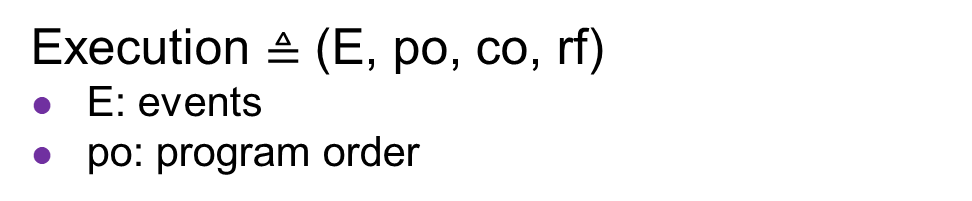 Execution ≜ (E, po, co, rf)
● E: events
● po: program order